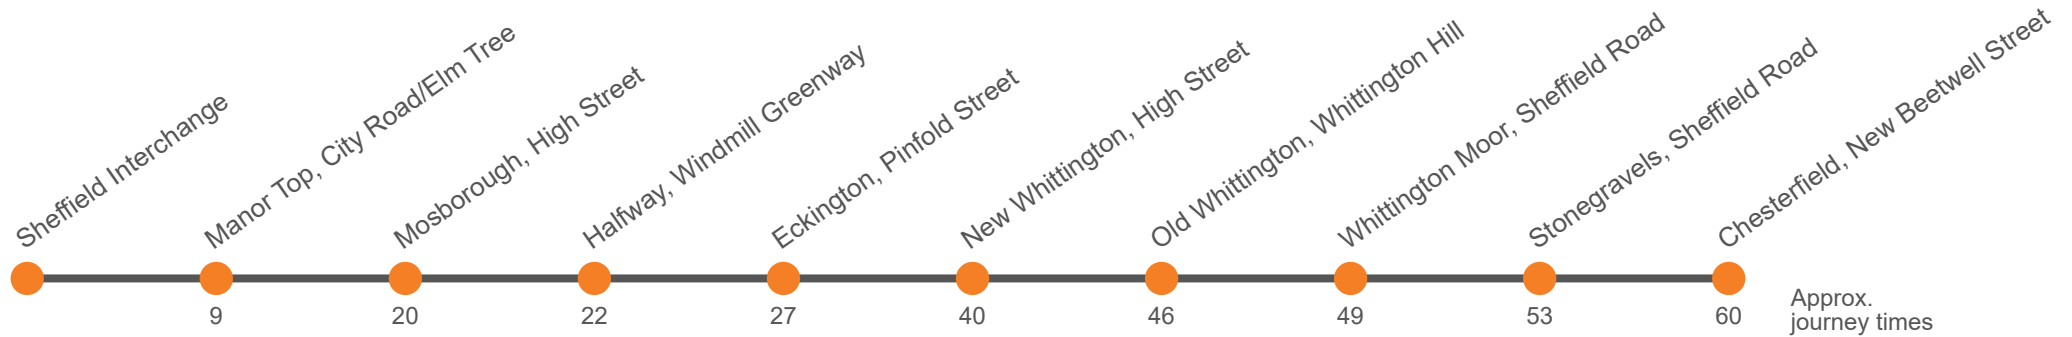 Sheffield Interchange
Manor Top, City Road/Elm Tree
Mosborough, High Street
Halfway, Windmill Greenway
Eckington, Pinfold Street
New Whittington, High Street
Old Whittington, Whittington Hill
Whittington Moor, Sheffield Road
Stonegravels, Sheffield Road
Chesterfield, New Beetwell Street
9 20 22 27 40 46 49 53 60
Approx.
journey times